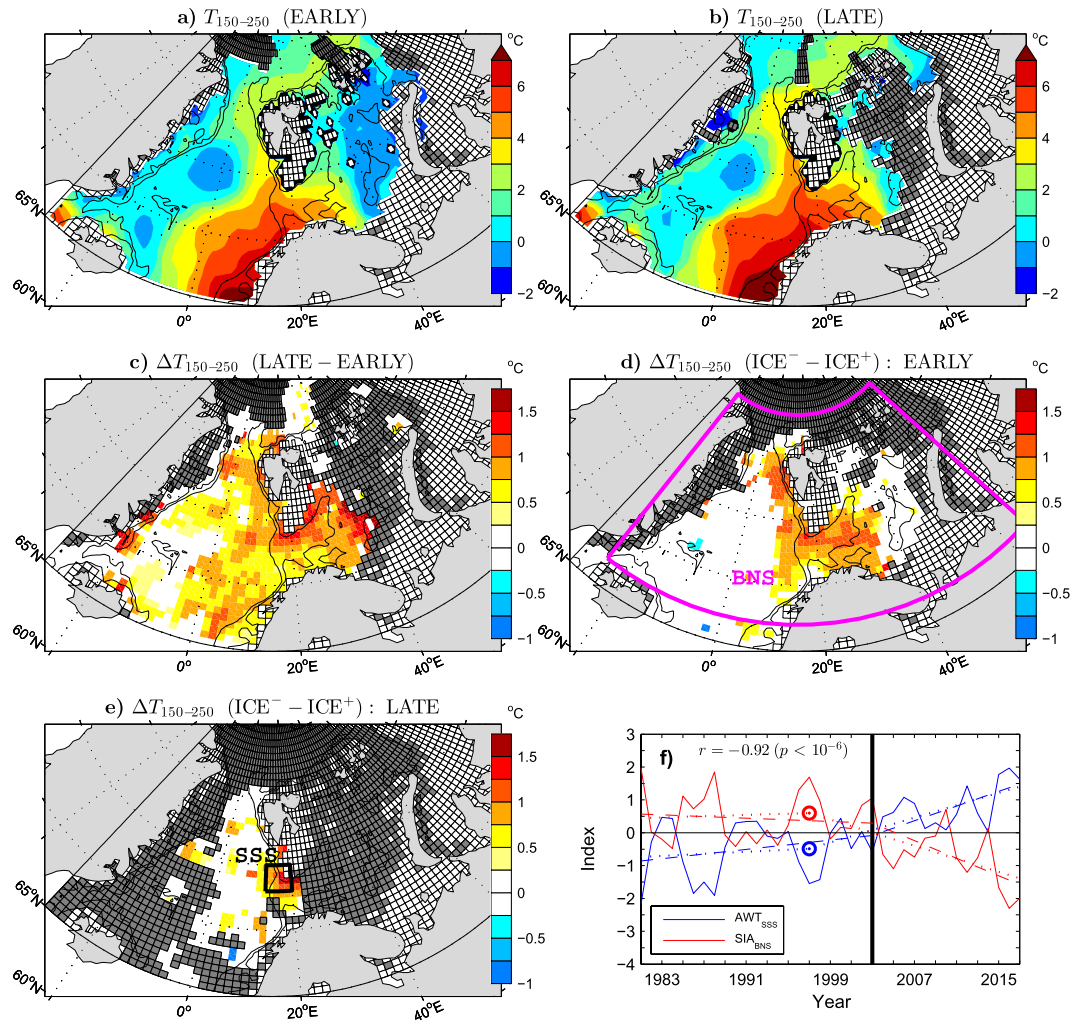 a) T150–250 (EARLY)
°C
6
4
2
0
−2
65°N
60°N
0°
20°E
40°E
b) T150–250 (LATE)
°C
6
4
2
0
−2
65°N
60°N
0°
20°E
40°E
c) ΔT150–250 (LATE − EARLY)
°C
1.5
1
0.5
0
−0.5
−1
65°N
60°N
0°
20°E
40°E
d) ΔT150–250 (ICE− − ICE+) : EARLY
°C
1.5
1
0.5
0
−0.5
−1
BNS
65°N
60°N
0°
20°E
40°E
e) ΔT150–250 (ICE− − ICE+) : LATE
°C
1.5
1
0.5
0
−0.5
−1
SSS
65°N
60°N
0°
20°E
40°E
f)
r = −0.92 (p < 10−6)
3
2
1
0
−1
−2
−3
−4
Index
AWTSSS
SIABNS
1983 1991 1999 2007 2015
Year